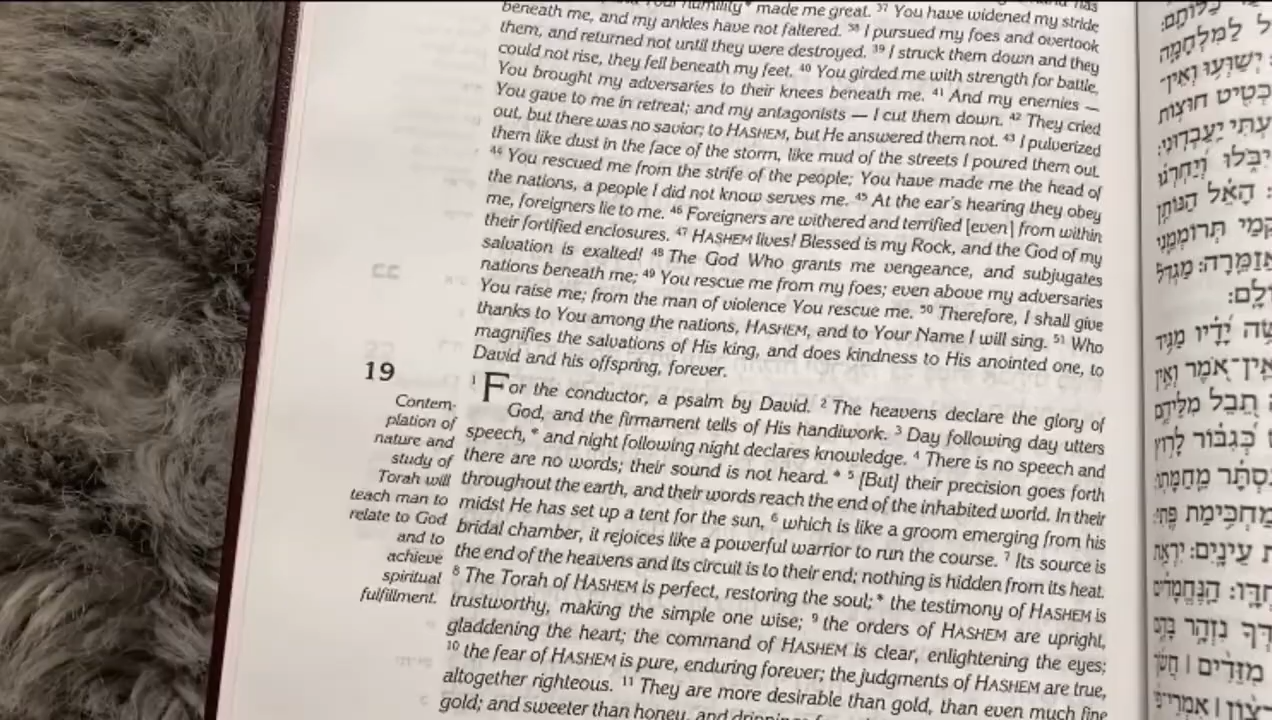 your humility* made me great. ³⁷ You have widened my stride
beneath me, and my ankles have not faltered. ³⁸ I pursued my foes and overtook
them, and returned not until they were destroyed. ³⁹ I struck them down and they
could not rise, they fell beneath my feet. ⁴⁰ You girded me with strength for battle,
You brought my adversaries to their knees beneath me. ⁴¹ And my enemies —
You gave to me in retreat; and my antagonists — I cut them down. ⁴² They cried
out, but there was no savior; to HASHEM, but He answered them not. ⁴³ I pulverized
them like dust in the face of the storm, like mud of the streets I poured them out.
⁴⁴ You rescued me from the strife of the people; You have made me the head of
the nations, a people I did not know serves me. ⁴⁵ At the ear's hearing they obey
me, foreigners lie to me. ⁴⁶ Foreigners are withered and terrified [even] from within
their fortified enclosures. ⁴⁷ HASHEM lives! Blessed is my Rock, and the God of my
salvation is exalted! ⁴⁸ The God Who grants me vengeance, and subjugates
nations beneath me; ⁴⁹ You rescue me from my foes; even above my adversaries
You raise me; from the man of violence You rescue me. ⁵⁰ Therefore, I shall give
thanks to You among the nations, HASHEM, and to Your Name I will sing. ⁵¹ Who
magnifies the salvations of His king, and does kindness to His anointed one, to
David and his offspring, forever.
19
Contem-
plation of
nature and
study of
Torah will
teach man to
relate to God
and to
achieve
spiritual
fulfillment.
¹ For the conductor, a psalm by David. ² The heavens declare the glory of
God, and the firmament tells of His handiwork. ³ Day following day utters
speech,* and night following night declares knowledge. ⁴ There is no speech and
there are no words; their sound is not heard.* ⁵ [But] their precision goes forth
throughout the earth, and their words reach the end of the inhabited world. In their
midst He has set up a tent for the sun, ⁶ which is like a groom emerging from his
bridal chamber, it rejoices like a powerful warrior to run the course. ⁷ Its source is
the end of the heavens and its circuit is to their end; nothing is hidden from its heat.
⁸ The Torah of HASHEM is perfect, restoring the soul;* the testimony of HASHEM is
trustworthy, making the simple one wise; ⁹ the orders of HASHEM are upright,
gladdening the heart; the command of HASHEM is clear, enlightening the eyes;
¹⁰ the fear of HASHEM is pure, enduring forever; the judgments of HASHEM are true,
altogether righteous. ¹¹ They are more desirable than gold, than even much fine
gold; and sweeter than honey, and
לַמִּלְחָמָה
יְשַׁוְּעוּ וְאֵין־
כְּטִיט חוּצוֹת
יַעַבְדוּנִי:
הָאֵל הַנּוֹתֵן
תְּרוֹמְמֵנִי
אֲזַמֵּרָה: מַגְדִּל
יָדָיו מַגִּיד
אֵין־אֹמֶר וְאֵין
תֵבֵל מִלֵּיהֶם
כְּגִבּוֹר לָרוּץ
נִסְתָּר מֵחַמָּתוֹ:
מַחְכִּימַת פֶּתִי:
עֵינָיִם: יִרְאַת
הַנֶּחֱמָדִים
נִזְהָר בָּהֶם
מִזֵּדִים | חֲשֹׂךְ